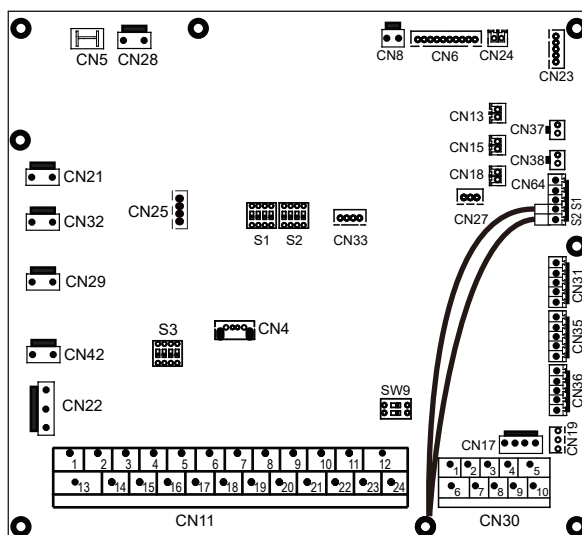 CN5
CN28
CN8
CN6
CN24
CN23
CN13
CN37
CN15
CN38
CN18
CN64
CN21
CN25
CN27
S2 S1
CN32
S1
S2
CN33
CN29
CN31
S3
CN4
CN35
CN42
CN22
SW9
CN36
CN17
CN19
1 2 3 4 5 6 7 8 9 10 11 12
13 14 15 16 17 18 19 20 21 22 23 24
CN11
1 2 3 4 5
6 7 8 9 10
CN30